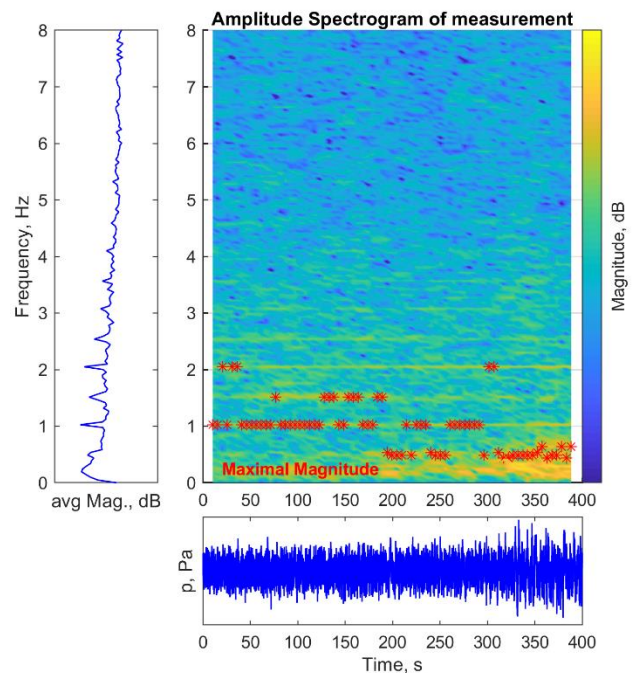 Amplitude Spectrogram of measurement
8
7
6
5
4
3
2
1
0
Frequency, Hz
avg Mag., dB
8
7
6
5
4
3
2
1
0
Maximal Magnitude
0 50 100 150 200 250 300 350 400
Magnitude, dB
p, Pa
0 50 100 150 200 250 300 350 400
Time, s